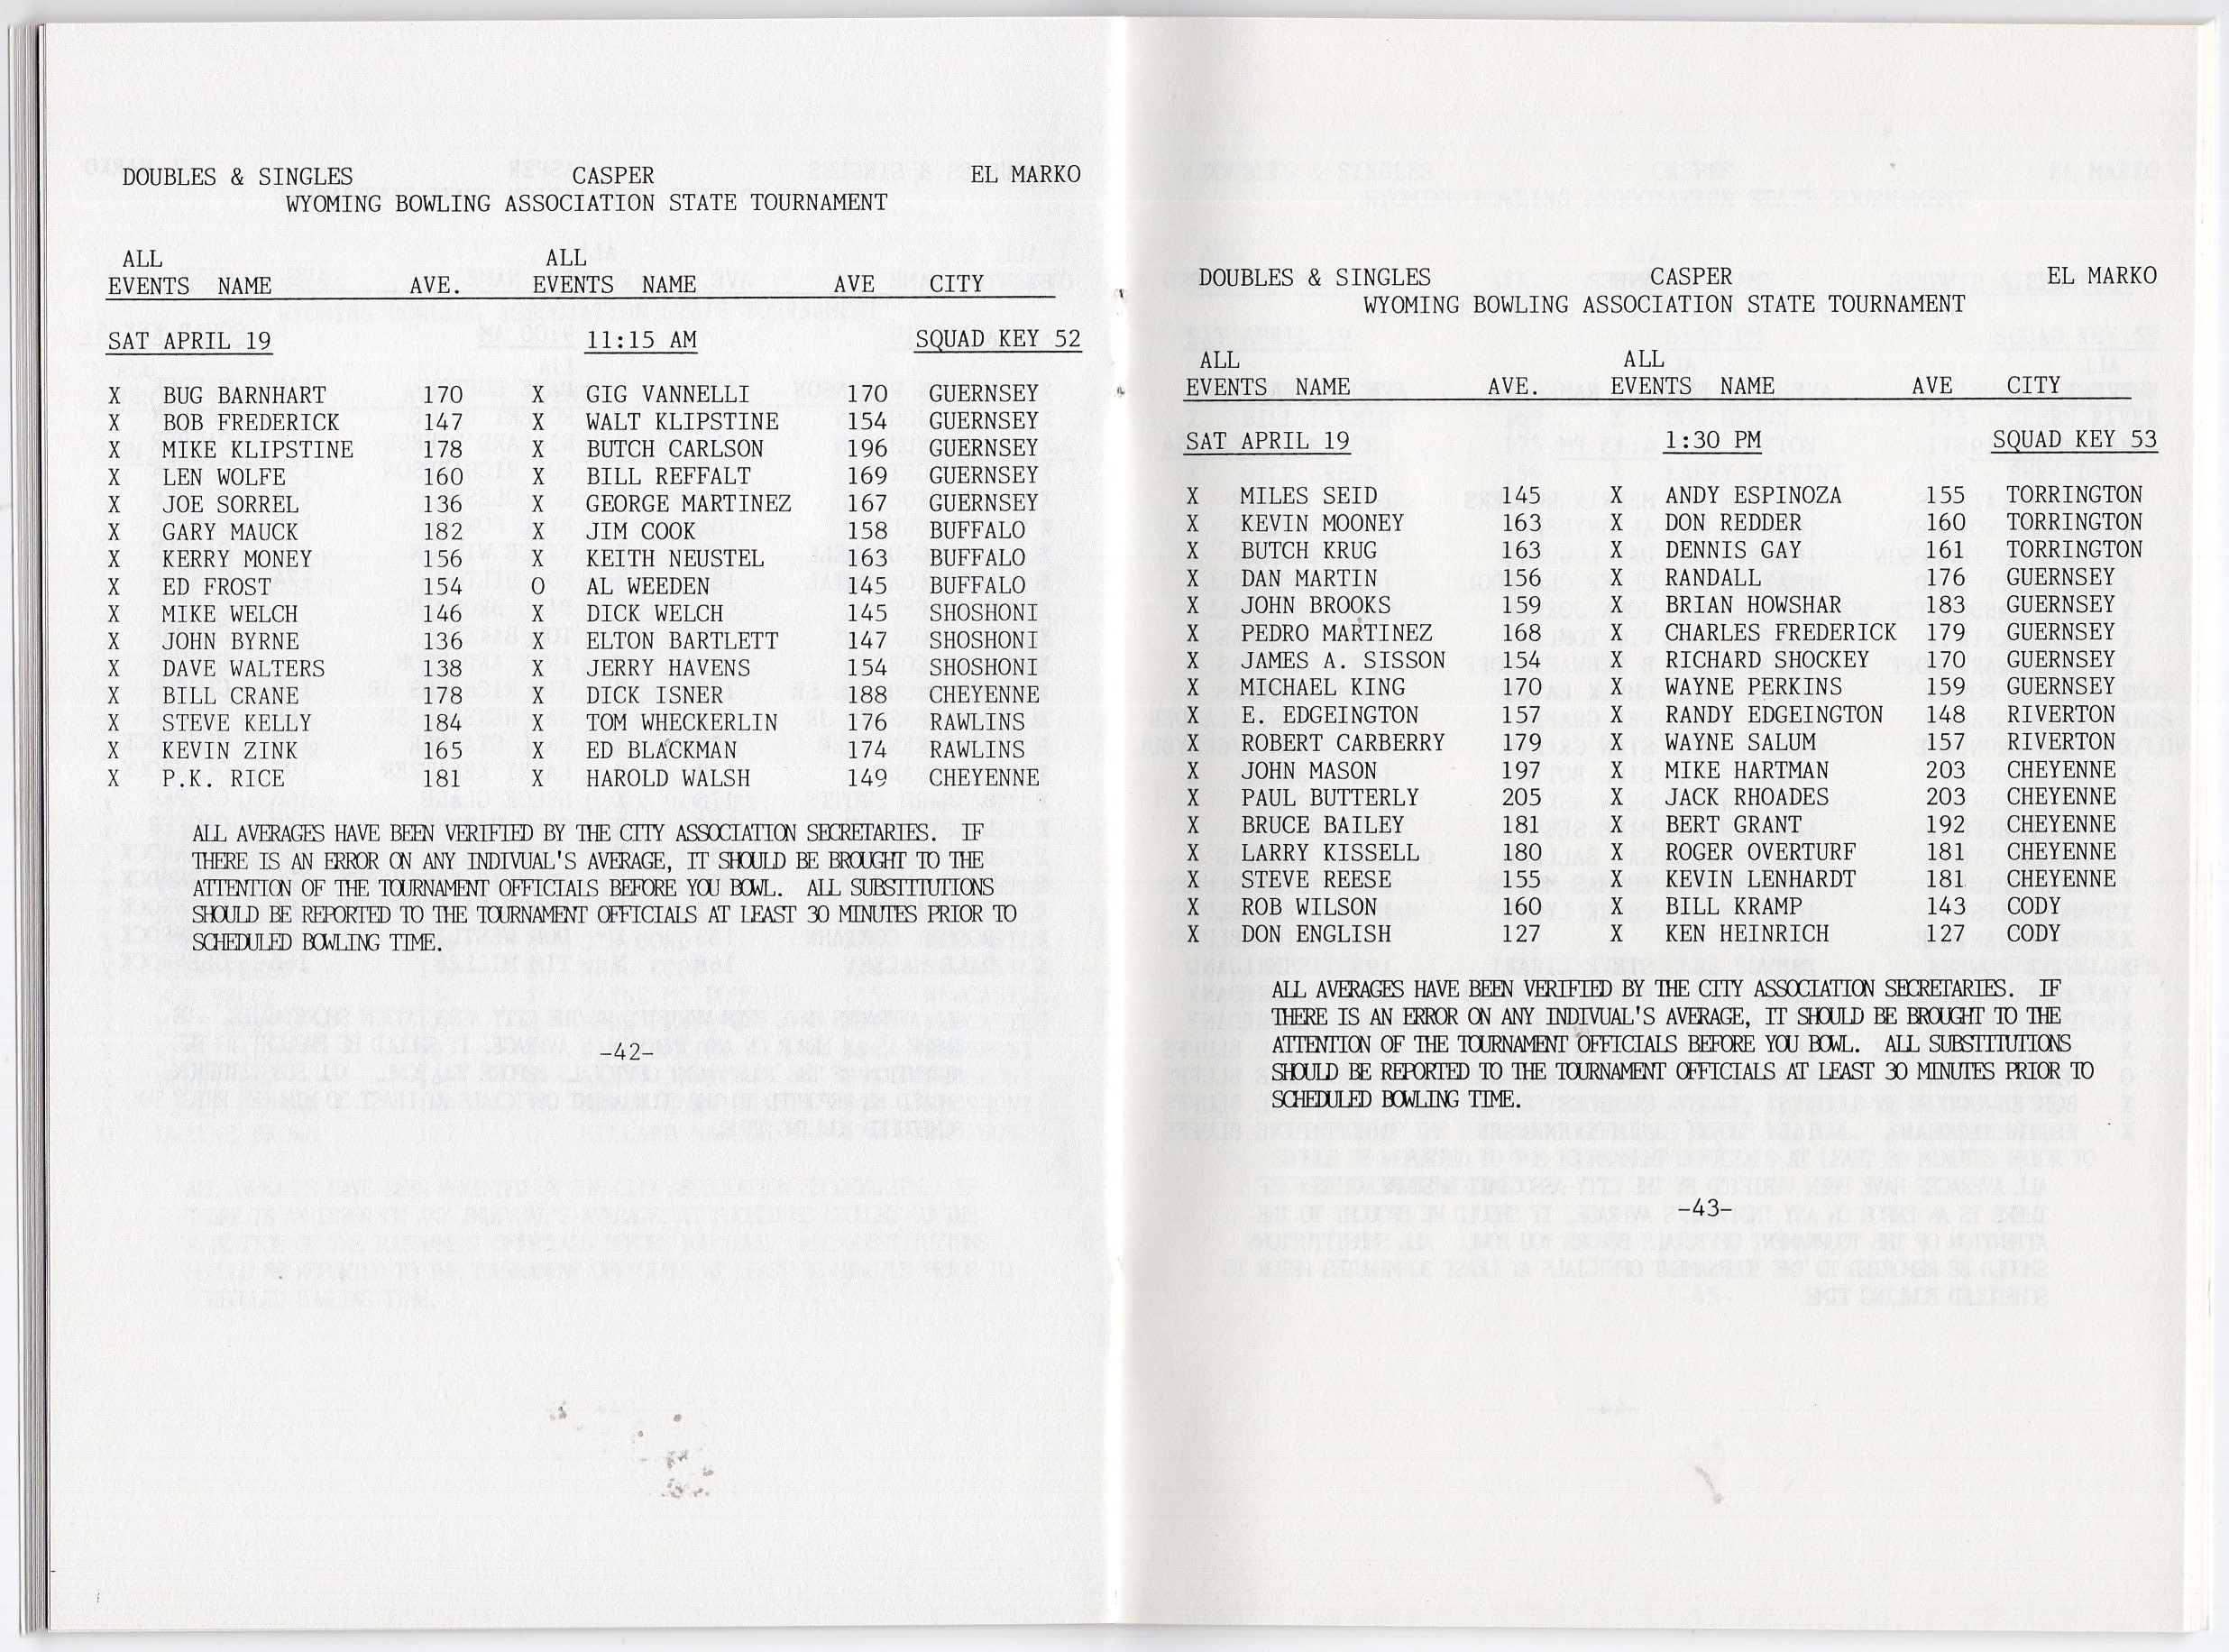 DOUBLES & SINGLES CASPER EL MARKO
WYOMING BOWLING ASSOCIATION STATE TOURNAMENT
ALL ALL
EVENTS NAME AVE. EVENTS NAME AVE CITY
SAT APRIL 19 11:15 AM SQUAD KEY 52
X BUG BARNHART 170 X GIG VANNELLI 170 GUERNSEY
X BOB FREDERICK 147 X WALT KLIPSTINE 154 GUERNSEY
X MIKE KLIPSTINE 178 X BUTCH CARLSON 196 GUERNSEY
X LEN WOLFE 160 X BILL REFFALT 169 GUERNSEY
X JOE SORREL 136 X GEORGE MARTINEZ 167 GUERNSEY
X GARY MAUCK 182 X JIM COOK 158 BUFFALO
X KERRY MONEY 156 X KEITH NEUSTEL 163 BUFFALO
X ED FROST 154 O AL WEEDEN 145 BUFFALO
X MIKE WELCH 146 X DICK WELCH 145 SHOSHONI
X JOHN BYRNE 136 X ELTON BARTLETT 147 SHOSHONI
X DAVE WALTERS 138 X JERRY HAVENS 154 SHOSHONI
X BILL CRANE 178 X DICK ISNER 188 CHEYENNE
X STEVE KELLY 184 X TOM WHECKERLIN 176 RAWLINS
X KEVIN ZINK 165 X ED BLACKMAN 174 RAWLINS
X P.K. RICE 181 X HAROLD WALSH 149 CHEYENNE
ALL AVERAGES HAVE BEEN VERIFIED BY THE CITY ASSOCIATION SECRETARIES. IF
THERE IS AN ERROR ON ANY INDIVUAL'S AVERAGE, IT SHOULD BE BROUGHT TO THE
ATTENTION OF THE TOURNAMENT OFFICIALS BEFORE YOU BOWL. ALL SUBSTITUTIONS
SHOULD BE REPORTED TO THE TOURNAMENT OFFICIALS AT LEAST 30 MINUTES PRIOR TO
SCHEDULED BOWLING TIME.
-42-
DOUBLES & SINGLES CASPER EL MARKO
WYOMING BOWLING ASSOCIATION STATE TOURNAMENT
ALL ALL
EVENTS NAME AVE. EVENTS NAME AVE CITY
SAT APRIL 19 1:30 PM SQUAD KEY 53
X MILES SEID 145 X ANDY ESPINOZA 155 TORRINGTON
X KEVIN MOONEY 163 X DON REDDER 160 TORRINGTON
X BUTCH KRUG 163 X DENNIS GAY 161 TORRINGTON
X DAN MARTIN 156 X RANDALL 176 GUERNSEY
X JOHN BROOKS 159 X BRIAN HOWSHAR 183 GUERNSEY
X PEDRO MARTINEZ 168 X CHARLES FREDERICK 179 GUERNSEY
X JAMES A. SISSON 154 X RICHARD SHOCKEY 170 GUERNSEY
X MICHAEL KING 170 X WAYNE PERKINS 159 GUERNSEY
X E. EDGEINGTON 157 X RANDY EDGEINGTON 148 RIVERTON
X ROBERT CARBERRY 179 X WAYNE SALUM 157 RIVERTON
X JOHN MASON 197 X MIKE HARTMAN 203 CHEYENNE
X PAUL BUTTERLY 205 X JACK RHOADES 203 CHEYENNE
X BRUCE BAILEY 181 X BERT GRANT 192 CHEYENNE
X LARRY KISSELL 180 X ROGER OVERTURF 181 CHEYENNE
X STEVE REESE 155 X KEVIN LENHARDT 181 CHEYENNE
X ROB WILSON 160 X BILL KRAMP 143 CODY
X DON ENGLISH 127 X KEN HEINRICH 127 CODY
ALL AVERAGES HAVE BEEN VERIFIED BY THE CITY ASSOCIATION SECRETARIES. IF
THERE IS AN ERROR ON ANY INDIVUAL'S AVERAGE, IT SHOULD BE BROUGHT TO THE
ATTENTION OF THE TOURNAMENT OFFICIALS BEFORE YOU BOWL. ALL SUBSTITUTIONS
SHOULD BE REPORTED TO THE TOURNAMENT OFFICIALS AT LEAST 30 MINUTES PRIOR TO
SCHEDULED BOWLING TIME.
-43-